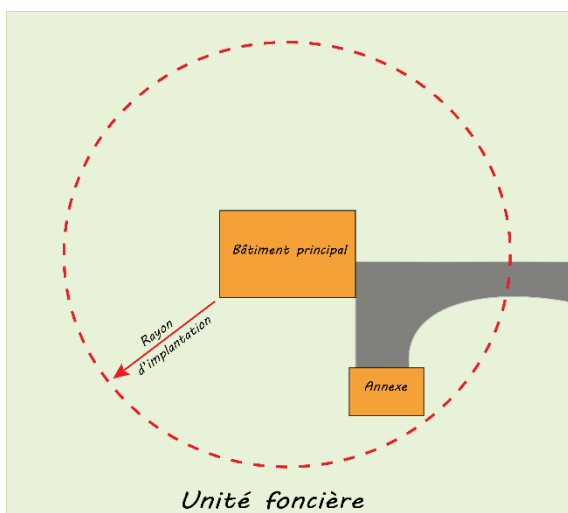 Bâtiment principal
Rayon
d'implantation
Annexe
Unité foncière